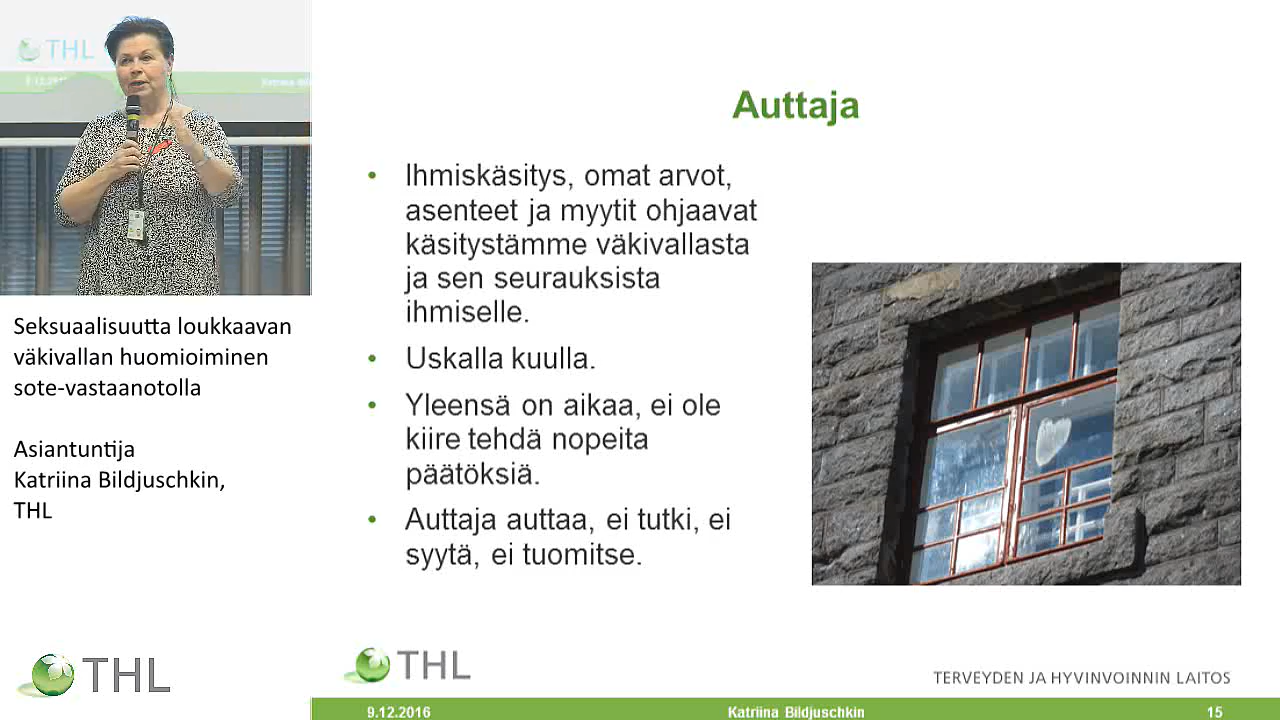 THL
Seksuaalisuutta loukkaavan
väkivallan huomioiminen
sote-vastaanotolla
Asiantuntija
Katriina Bildjuschkin,
THL
THL
Auttaja
• Ihmiskäsitys, omat arvot,
asenteet ja myytit ohjaavat
käsitystämme väkivallasta
ja sen seurauksista
ihmiselle.
• Uskalla kuulla.
• Yleensä on aikaa, ei ole
kiire tehdä nopeita
päätöksiä.
• Auttaja auttaa, ei tutki, ei
syytä, ei tuomitse.
THL
TERVEYDEN JA HYVINVOINNIN LAITOS
9.12.2016 Katriina Bildjuschkin 15